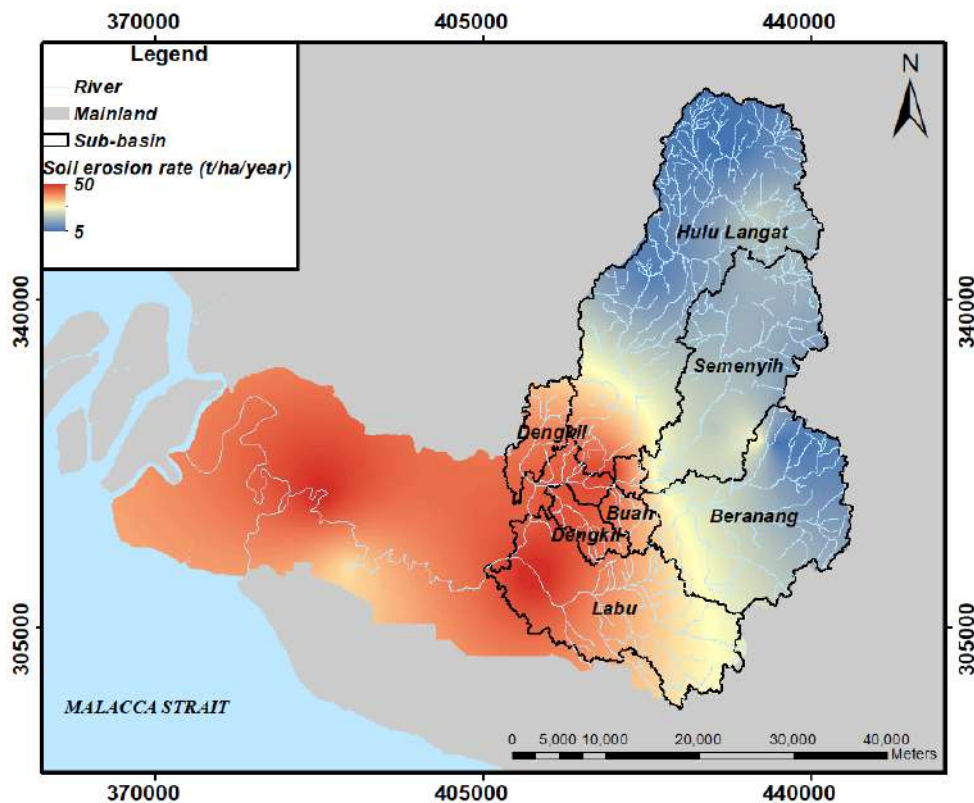 370000 405000 440000
Legend
River
Mainland
Sub-basin
Soil erosion rate (t/ha/year)
50
5
N
340000 340000
Hulu Langat
Semenyih
Dengkil
Buah
Beranang
Dengkil
Labu
305000 305000
MALACCA STRAIT
0 5,000 10,000 20,000 30,000 40,000
Meters
370000 405000 440000